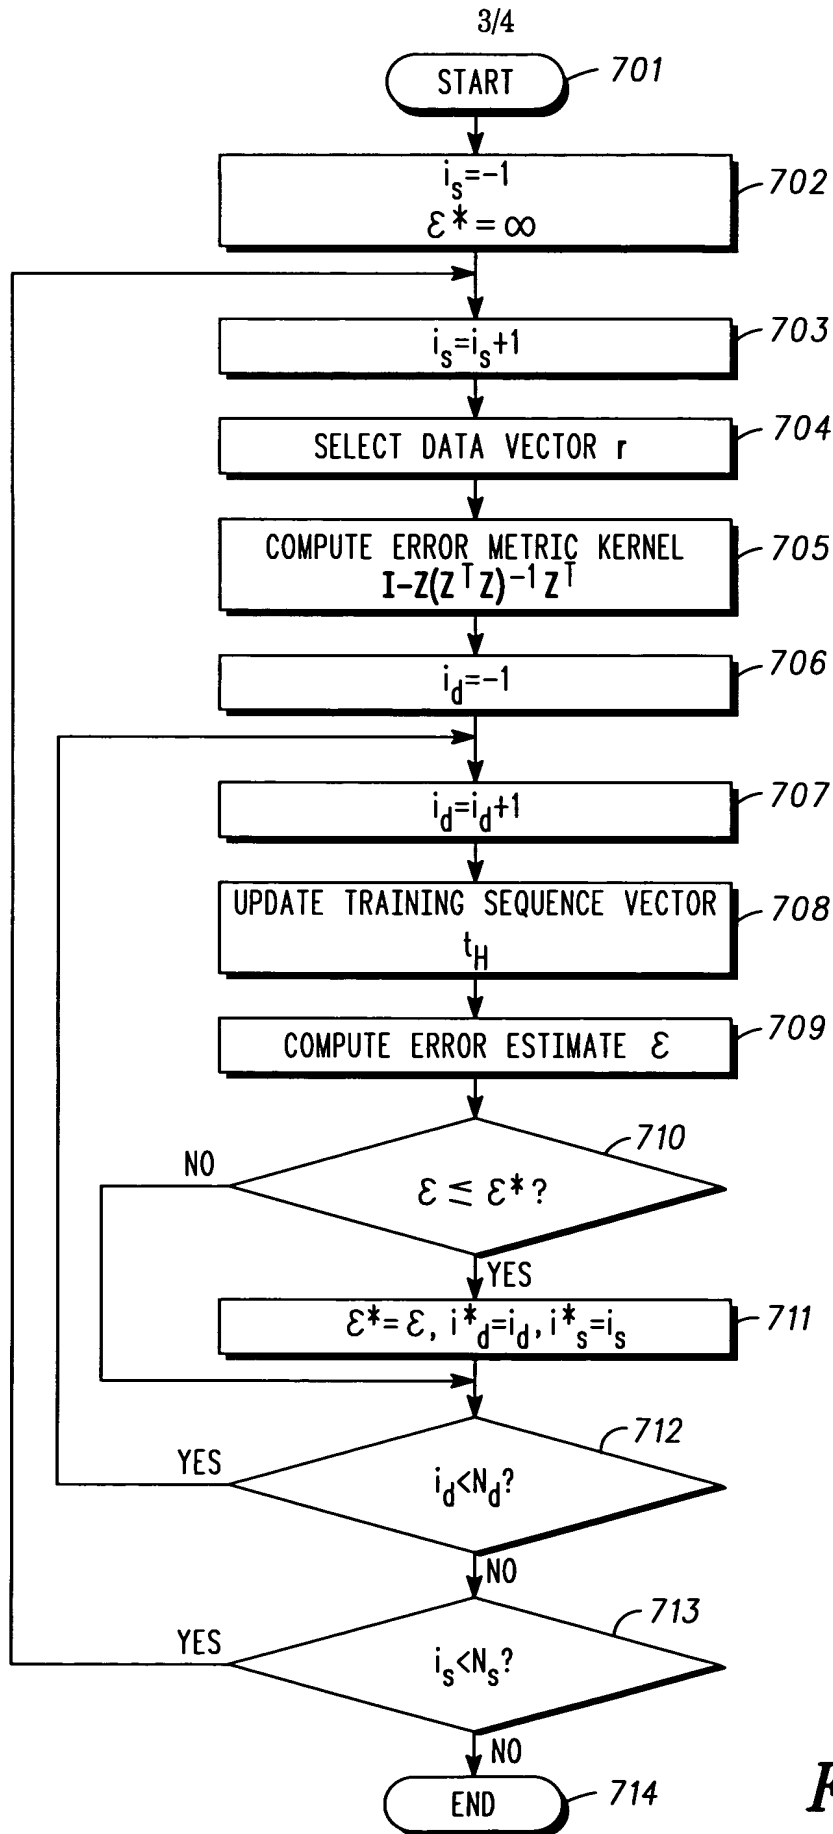 3/4
START 701
i_s=-1
ε*=∞
702
i_s=i_s+1 703
SELECT DATA VECTOR r 704
COMPUTE ERROR METRIC KERNEL
I-Z(Z^T Z)^-1 Z^T
705
i_d=-1 706
i_d=i_d+1 707
UPDATE TRAINING SEQUENCE VECTOR
t_H
708
COMPUTE ERROR ESTIMATE ε 709
710
NO
ε ≤ ε*?
YES
ε*=ε, i*_d=i_d, i*_s=i_s 711
712
YES
i_d<N_d?
NO
713
YES
i_s<N_s?
NO
END 714
F